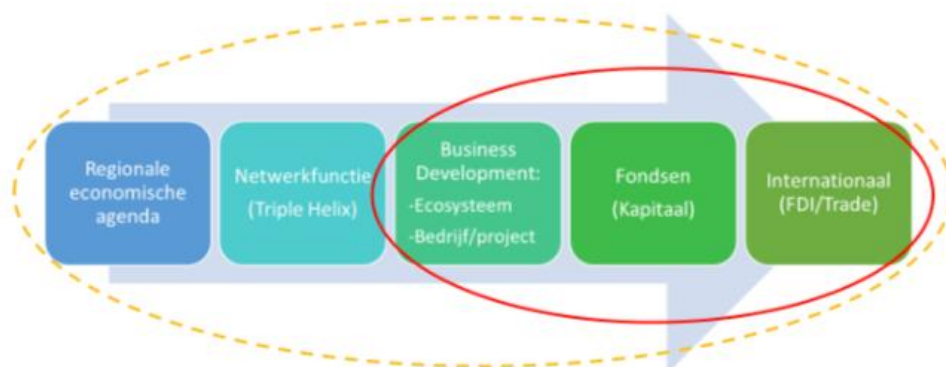 Regionale
economische
agenda
Netwerkfunctie
(Triple Helix)
Business
Development:
-Ecosysteem
-Bedrijf/project
Fondsen
(Kapitaal)
Internationaal
(FDI/Trade)